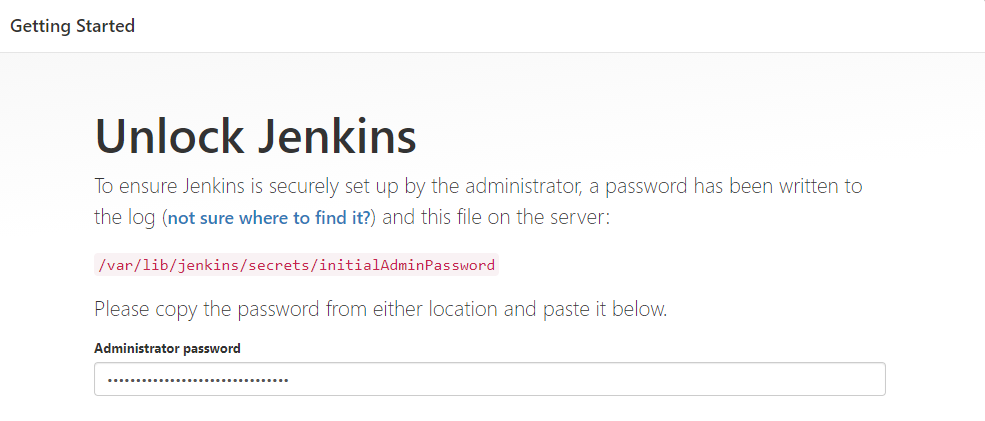 Getting Started
Unlock Jenkins
To ensure Jenkins is securely set up by the administrator, a password has been written to
the log (not sure where to find it?) and this file on the server:
/var/lib/jenkins/secrets/initialAdminPassword
Please copy the password from either location and paste it below.
Administrator password
••••••••••••••••••••••••••••••••